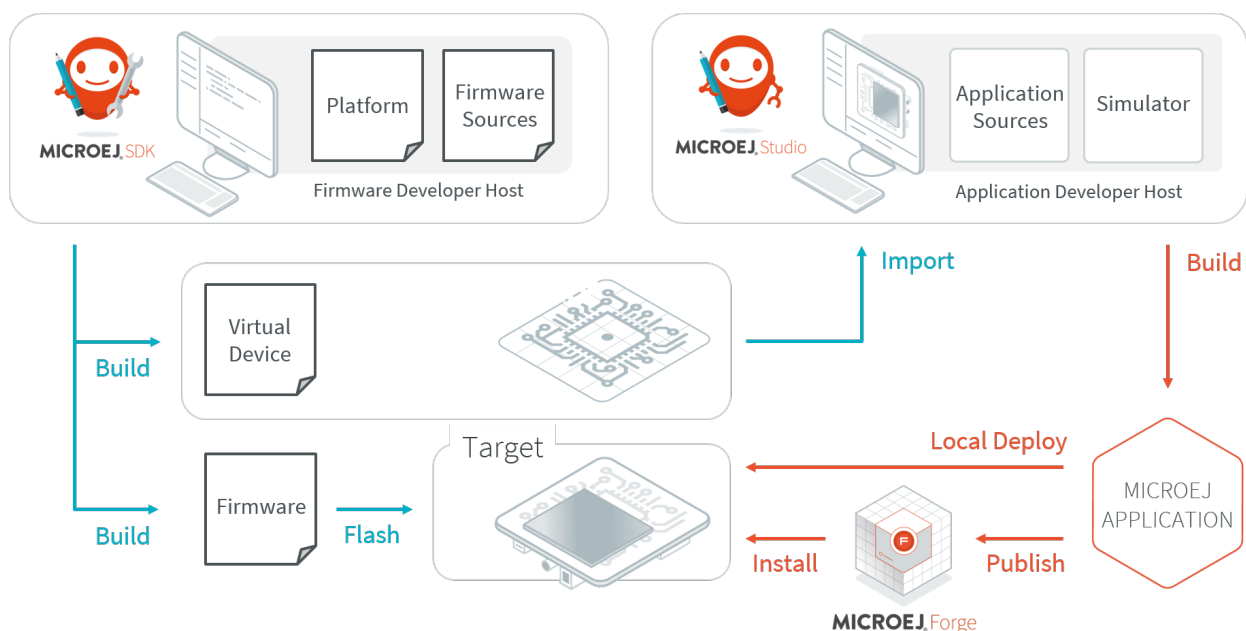 Platform
Firmware
Sources
MICROEJ® SDK
Firmware Developer Host
Application
Sources
Simulator
MICROEJ® Studio
Application Developer Host
Import
Build
Virtual
Device
Build
Target
Local Deploy
MICROEJ
APPLICATION
Firmware
Build
Flash
F
Install
Publish
MICROEJ® Forge